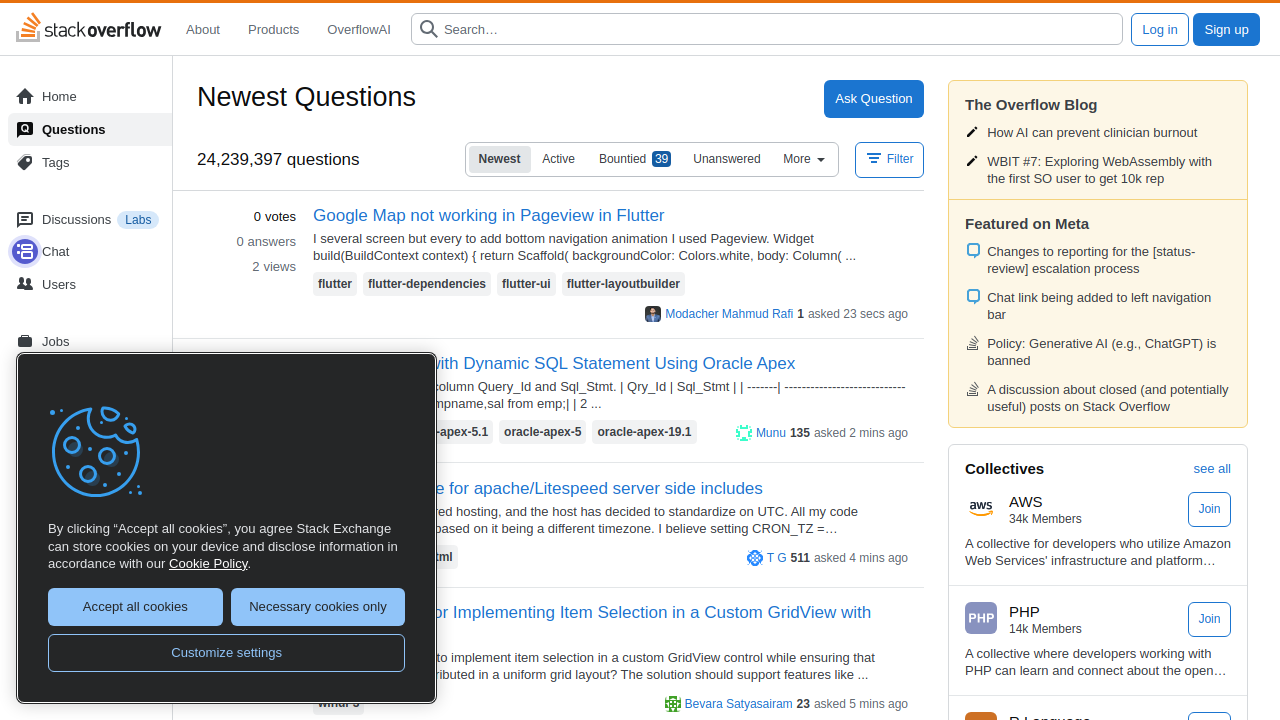 stack overflow
About
Products
OverflowAI
Search…
Log in
Sign up
Home
Questions
Tags
Discussions Labs
Chat
Users
Jobs
Newest Questions
Ask Question
24,239,397 questions
Newest
Active
Bountied 39
Unanswered
More
Filter
0 votes
0 answers
2 views
Google Map not working in Pageview in Flutter
I several screen but every to add bottom navigation animation I used Pageview. Widget
build(BuildContext context) { return Scaffold( backgroundColor: Colors.white, body: Column( ...
flutter flutter-dependencies flutter-ui flutter-layoutbuilder
Modacher Mahmud Rafi 1 asked 23 secs ago
with Dynamic SQL Statement Using Oracle Apex
column Query_Id and Sql_Stmt. | Qry_Id | Sql_Stmt | | -------| ----------------------------
mpname,sal from emp;| | 2 ...
-apex-5.1 oracle-apex-5 oracle-apex-19.1
Munu 135 asked 2 mins ago
e for apache/Litespeed server side includes
red hosting, and the host has decided to standardize on UTC. All my code
based on it being a different timezone. I believe setting CRON_TZ =…
tml
T G 511 asked 4 mins ago
or Implementing Item Selection in a Custom GridView with
to implement item selection in a custom GridView control while ensuring that
ributed in a uniform grid layout? The solution should support features like ...
winui-3
Bevara Satyasairam 23 asked 5 mins ago
The Overflow Blog
How AI can prevent clinician burnout
WBIT #7: Exploring WebAssembly with
the first SO user to get 10k rep
Featured on Meta
Changes to reporting for the [status-
review] escalation process
Chat link being added to left navigation
bar
Policy: Generative AI (e.g., ChatGPT) is
banned
A discussion about closed (and potentially
useful) posts on Stack Overflow
Collectives
see all
aws
AWS
34k Members
Join
A collective for developers who utilize Amazon
Web Services' infrastructure and platform…
PHP
PHP
14k Members
Join
A collective where developers working with
PHP can learn and connect about the open…
R Language
By clicking “Accept all cookies”, you agree Stack Exchange
can store cookies on your device and disclose information in
accordance with our Cookie Policy.
Accept all cookies
Necessary cookies only
Customize settings